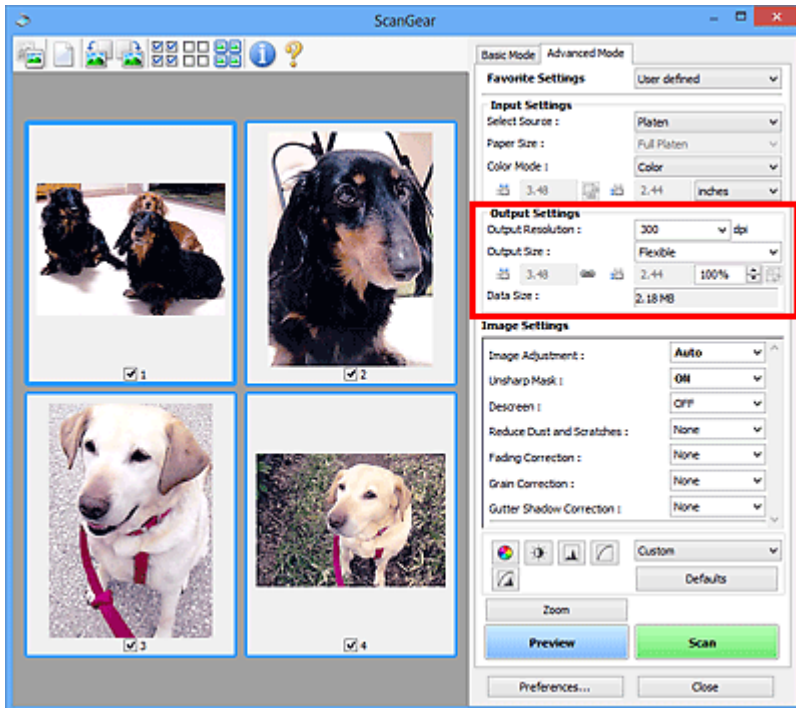 ScanGear
Basic Mode Advanced Mode
Favorite Settings User defined
Input Settings
Select Source : Platen
Paper Size : Full Platen
Color Mode : Color
3.48 2.44 inches
Output Settings
Output Resolution : 300 dpi
Output Size : Flexible
3.48 2.44 100%
Data Size : 2.18 MB
Image Settings
Image Adjustment : Auto
Unsharp Mask : ON
Descreen : OFF
Reduce Dust and Scratches : None
Fading Correction : None
Grain Correction : None
Gutter Shadow Correction : None
Custom
Defaults
Zoom
Preview Scan
Preferences... Close
1
2
3
4